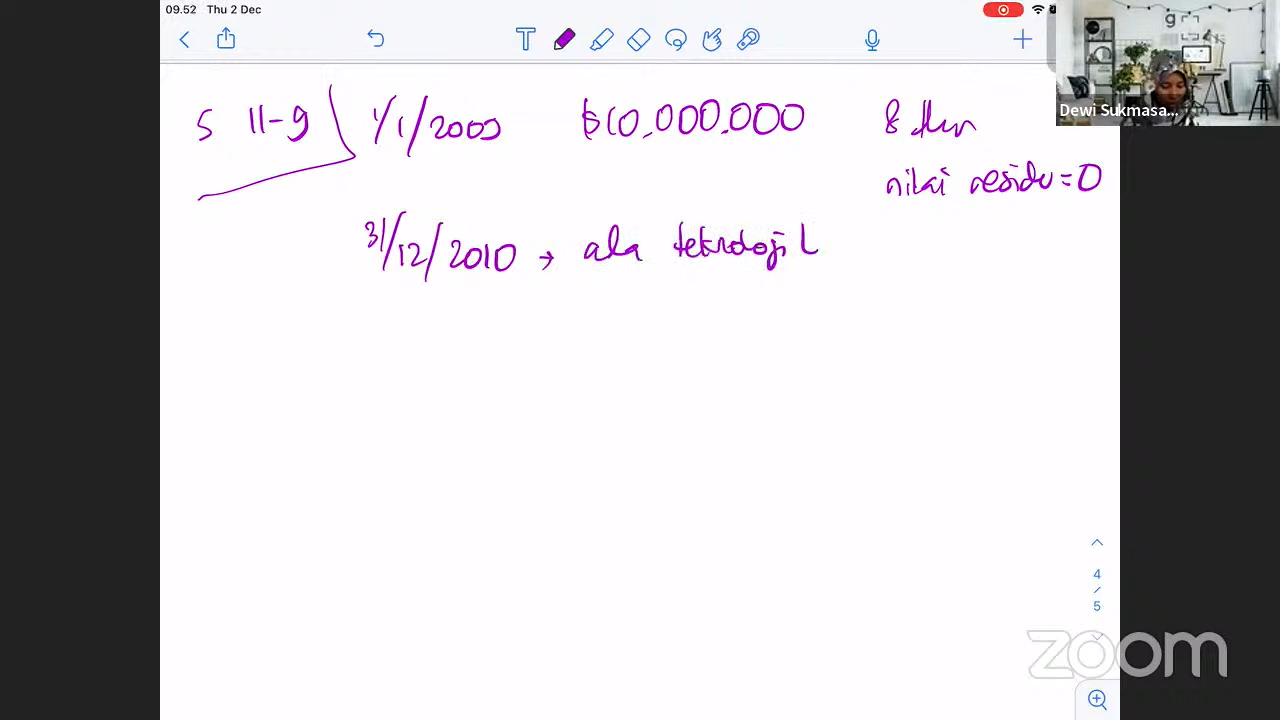 09.52 Thu 2 Dec
S 11-9 1/1/2009 $10,000,000 8 thn
nilai residu=0
31/12/2010 → ada teknologi b
Dewi Sukmasa...
4
/
5
zoom